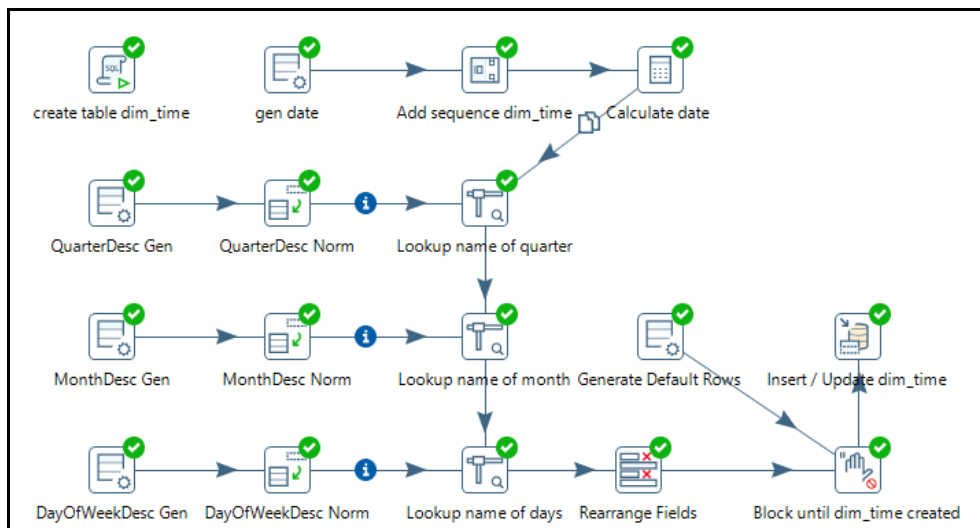 SQL
create table dim_time
gen date
Add sequence dim_time
Calculate date
QuarterDesc Gen
QuarterDesc Norm
Lookup name of quarter
MonthDesc Gen
MonthDesc Norm
Lookup name of month
Generate Default Rows
Insert / Update dim_time
DayOfWeekDesc Gen
DayOfWeekDesc Norm
Lookup name of days
Rearrange Fields
Block until dim_time created